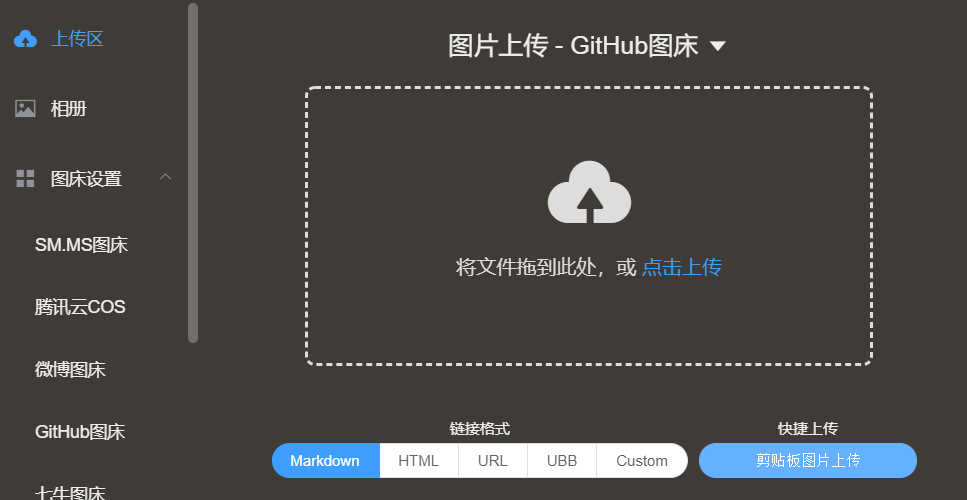 上传区
相册
图床设置
SM.MS图床
腾讯云COS
微博图床
GitHub图床
七牛图床
图片上传 - GitHub图床
将文件拖到此处，或 点击上传
链接格式
Markdown HTML URL UBB Custom
快捷上传
剪贴板图片上传